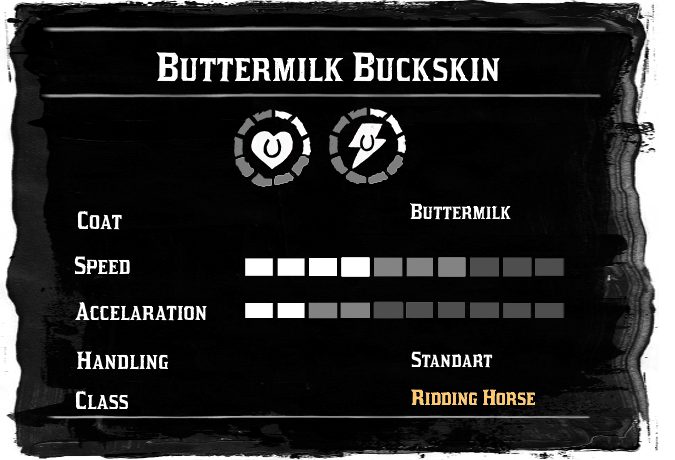 Buttermilk Buckskin
Coat Buttermilk
Speed
Accelaration
Handling Standart
Class Ridding Horse